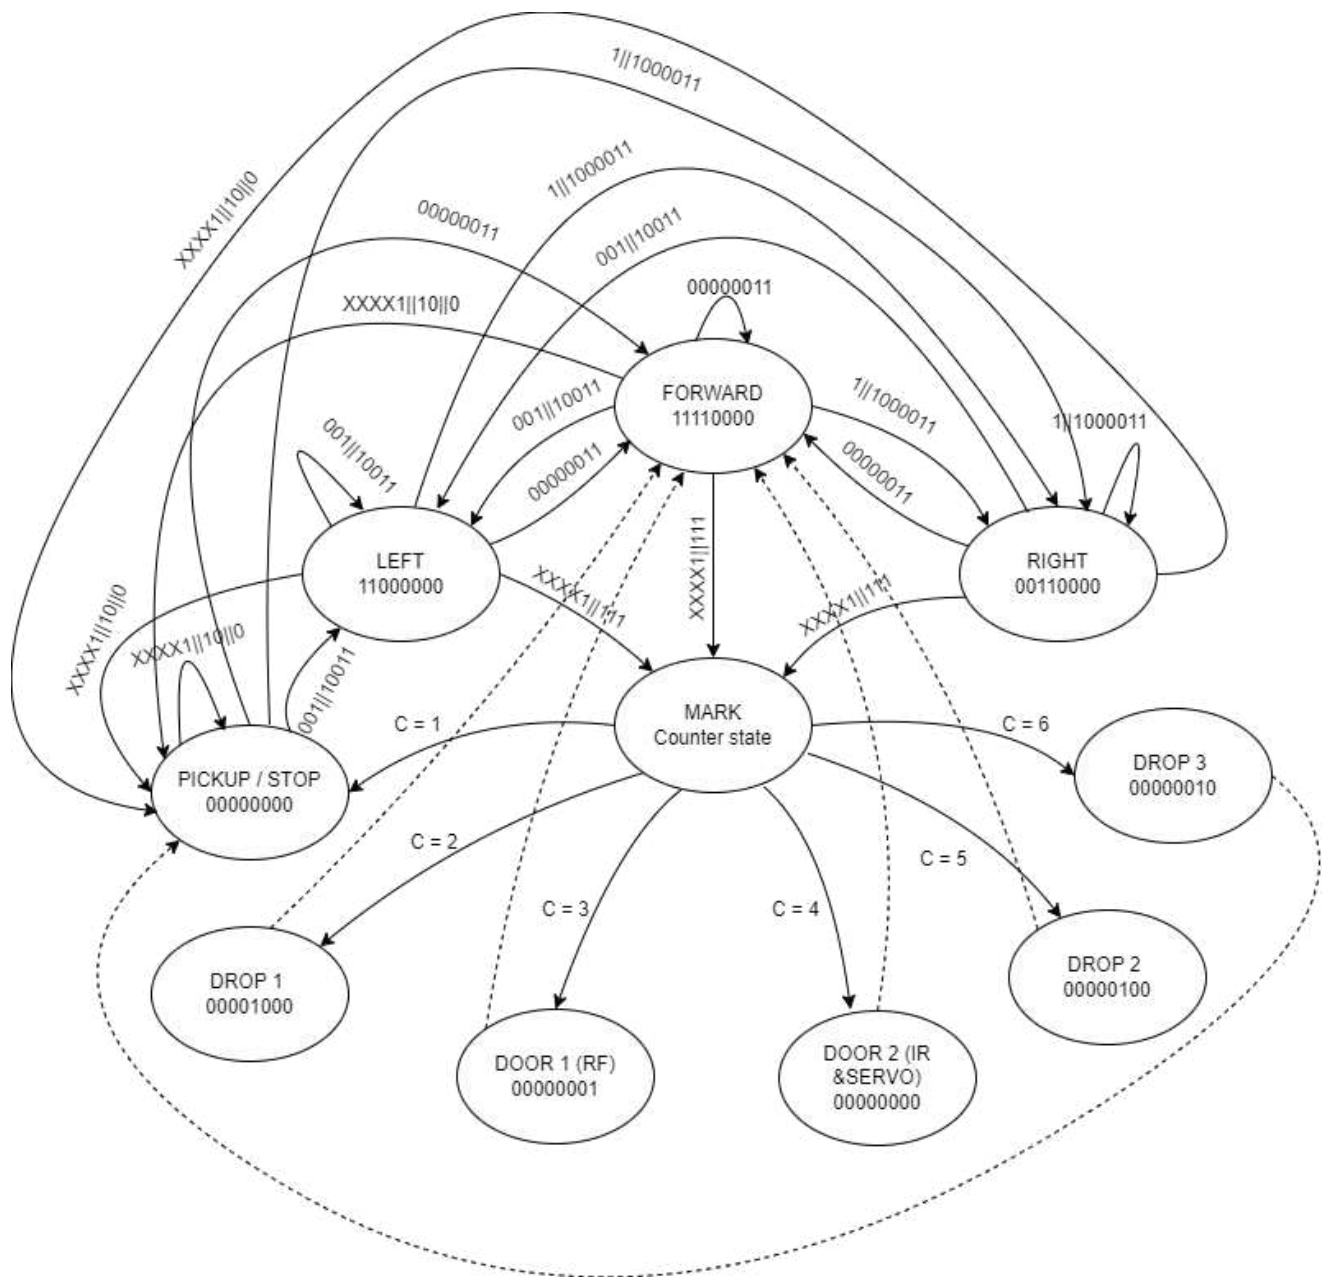 1||1000011
XXXX1||10||0
1||1000011
00000011
001||10011
XXXX1||10||0
00000011
FORWARD
11110000
001||10011
1||1000011
1||1000011
001||10011
00000011
00000011
LEFT
11000000
XXXX1||111
XXXX1||111
XXXX1||111
RIGHT
00110000
XXXX1||10||0
XXXX1||10||0
001||10011
MARK
Counter state
C = 1
C = 6
PICKUP / STOP
00000000
DROP 3
00000010
C = 2
C = 3
C = 4
C = 5
DROP 1
00001000
DROP 2
00000100
DOOR 1 (RF)
00000001
DOOR 2 (IR
&SERVO)
00000000